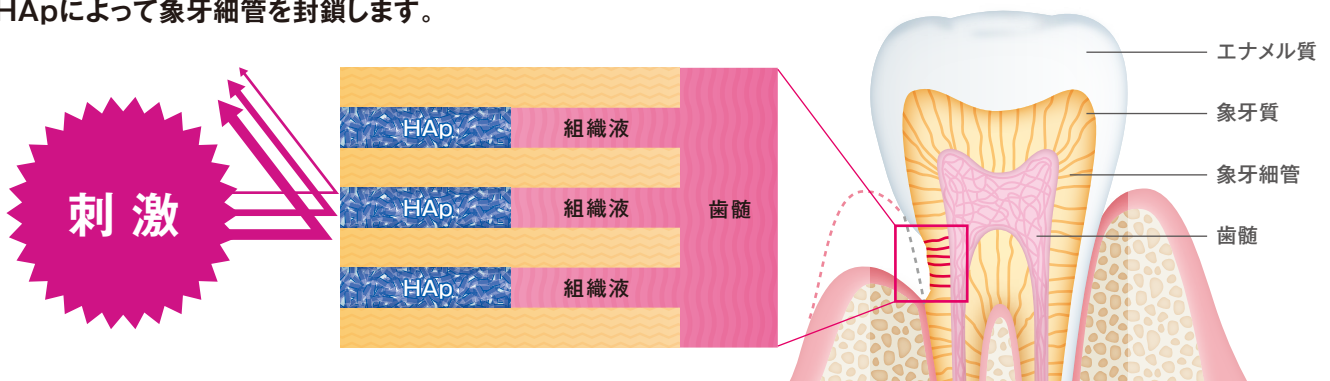 HApによって象牙細管を封鎖します。
刺激
HAp
組織液
HAp
組織液
HAp
組織液
歯髄
エナメル質
象牙質
象牙細管
歯髄